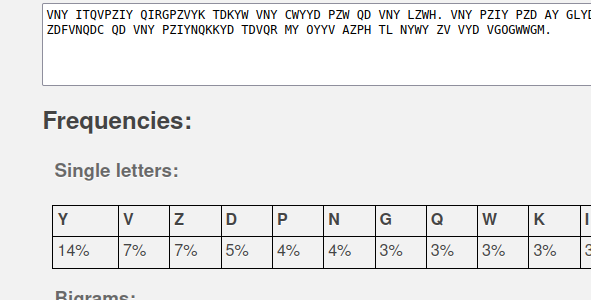 VNY ITQVPZIY QIRGPZVYK TDKYW VNY CWYYD PZW QD VNY LZWH. VNY PZIY PZD AY GLYD
ZDFVNQDC QD VNY PZIYNQKKYD TDVQR MY OYYV AZPH TL NYWY ZV VYD VGOGWWGM.
Frequencies:
Single letters:
Y V Z D P N G Q W K I
14% 7% 7% 5% 4% 4% 3% 3% 3% 3% 3
Bigrams: